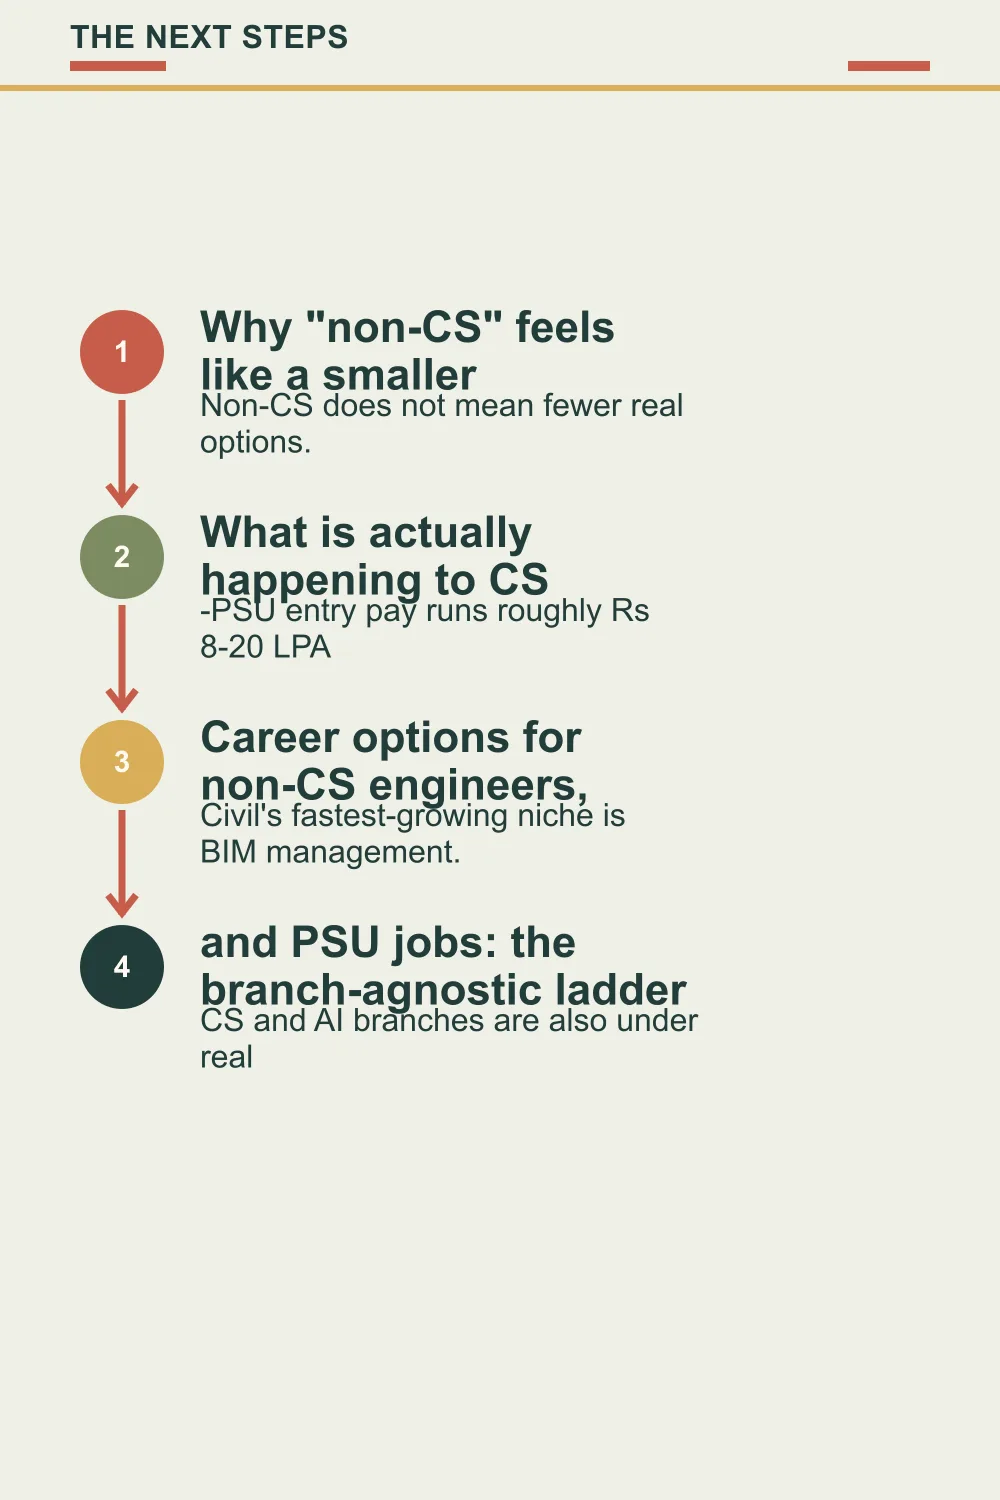 THE NEXT STEPS
1
Why "non-CS" feels
like a smaller
Non-CS does not mean fewer real
options.
2
What is actually
happening to CS
-PSU entry pay runs roughly Rs
8-20 LPA
3
Career options for
non-CS engineers,
Civil's fastest-growing niche is
BIM management.
4
and PSU jobs: the
branch-agnostic ladder
CS and AI branches are also under
real